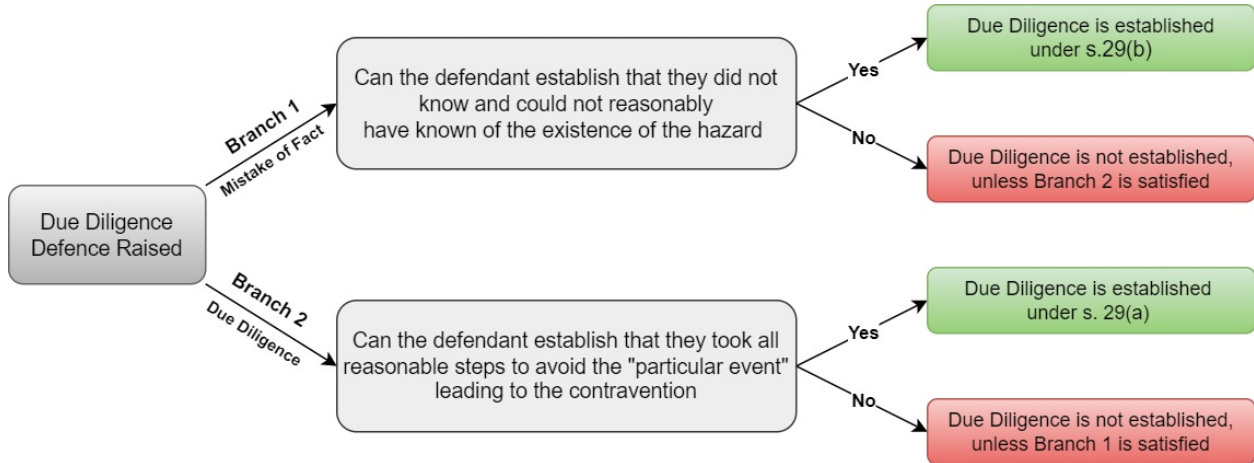 Due Diligence
Defence Raised
Branch 1
Mistake of Fact
Can the defendant establish that they did not
know and could not reasonably
have known of the existence of the hazard
Yes
Due Diligence is established
under s.29(b)
No
Due Diligence is not established,
unless Branch 2 is satisfied
Branch 2
Due Diligence
Can the defendant establish that they took all
reasonable steps to avoid the "particular event"
leading to the contravention
Yes
Due Diligence is established
under s. 29(a)
No
Due Diligence is not established,
unless Branch 1 is satisfied